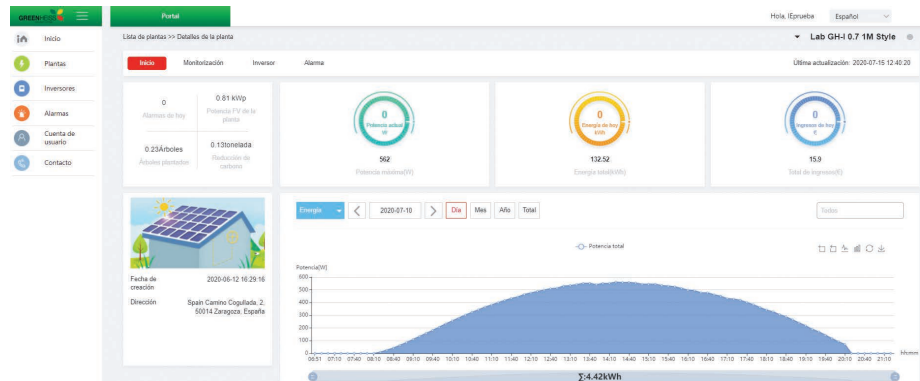 GREENHEISS
Portal
Hola, IEprueba
Español
Inicio
Plantas
Inversores
Alarmas
Cuenta de
usuario
Contacto
Lista de plantas >> Detalles de la planta
Lab GH-I 0.7 1M Style
Inicio
Monitorización
Inversor
Alarma
Última actualización: 2020-07-15 12:40:20
0
Alarmas de hoy
0.81 kWp
Potencia FV de la
planta
0.23Árboles
Árboles plantados
0.13tonelada
Reducción de
carbono
0
Potencia actual
W
562
Potencia máxima(W)
0
Energía de hoy
kWh
132.52
Energía total(kWh)
0
Ingresos de hoy
€
15.9
Total de ingresos(€)
Fecha de
creación
2020-06-12 16:29:16
Dirección
Spain Camino Cogullada, 2,
50014 Zaragoza, España
Energía
2020-07-10
Día
Mes
Año
Total
Todos
Potencia total
Potencia[W]
600
500
400
300
200
100
0
06:51 07:10 07:40 08:10 08:40 09:10 09:40 10:10 10:40 11:10 11:40 12:10 12:40 13:10 13:40 14:10 14:40 15:10 15:40 16:10 16:40 17:10 17:40 18:10 18:40 19:10 19:40 20:10 20:40 21:10
hh:mm
∑:4.42kWh